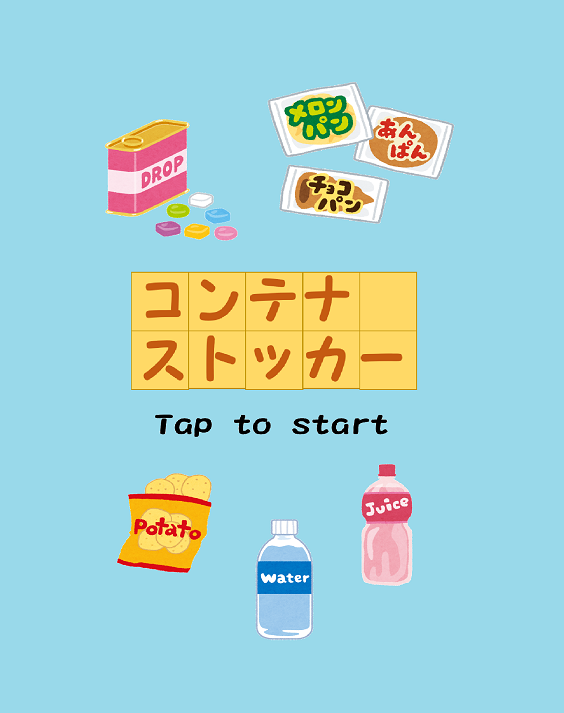 DROP
メロン
パン
あん
ぱん
チョコ
パン
コンテナ
ストッカー
Tap to start
Potato
Water
Juice